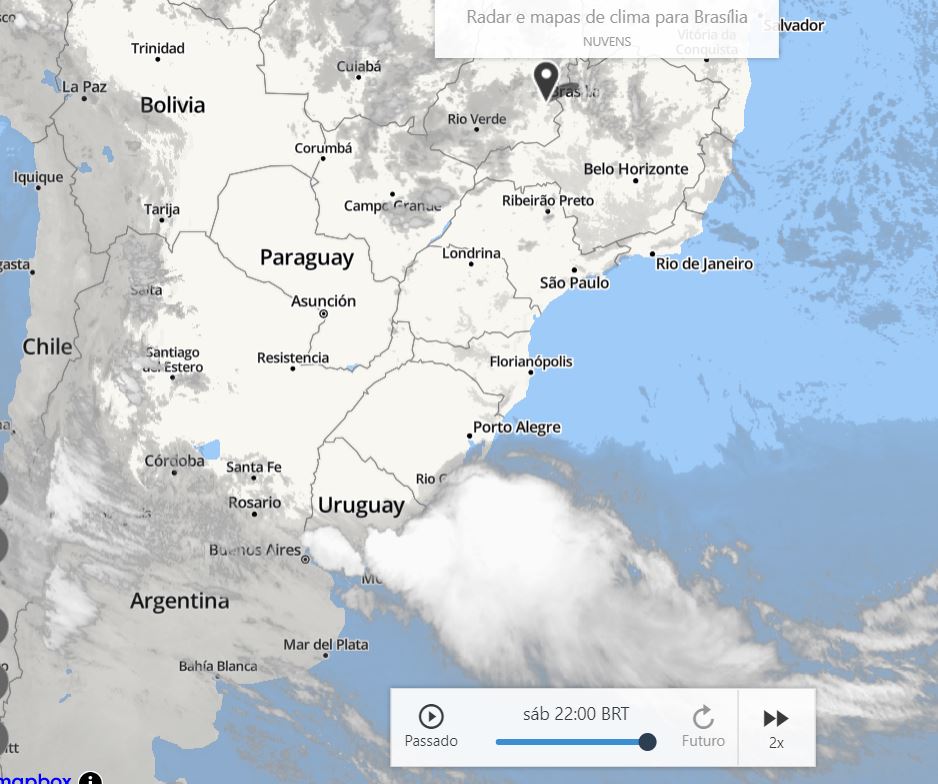 Radar e mapas de clima para Brasília
NUVENS
Salvador
Vitória da
Conquista
Trinidad
Cuiabá
La Paz
Bolivia
Rio Verde
Corumbá
Belo Horizonte
Iquique
Campo Grande
Ribeirão Preto
Tarija
Paraguay
Londrina
Rio de Janeiro
São Paulo
Salta
Asunción
Chile
Santiago
del Estero
Resistencia
Florianópolis
Porto Alegre
Córdoba
Santa Fe
Rio
Rosario
Uruguay
Buenos Aires
Argentina
Mar del Plata
Bahía Blanca
sáb 22:00 BRT
Passado
Futuro
2x
mapbox